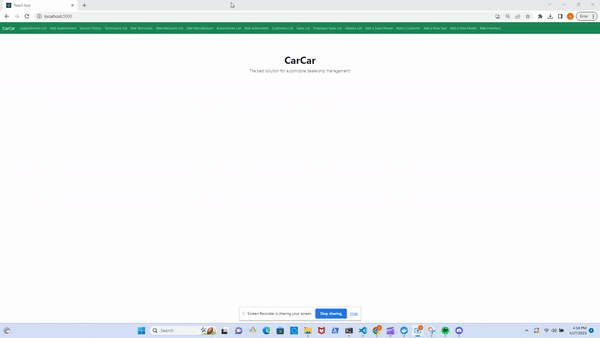 React App
localhost:3000
Error
CarCar Appointments List Add Appointment Service History Technicians List Add Technician Manufacturers List Add Manufacturer Automobiles List Add Automobile Customers List Sales List Employee Sales List Models List Add a Sales Person Add a Customer Add a New Sale Add a New Model Add Inventory
CarCar
The best solution for automobile dealership management!
Screen Recorder is sharing your screen. Stop sharing Hide
Search
4:18 PM
4/27/2023